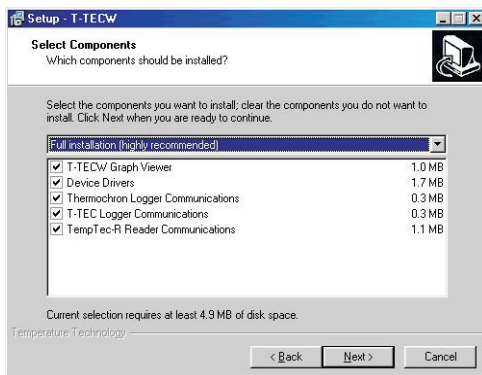 Setup - T-TECW
Select Components
Which components should be installed?
Select the components you want to install; clear the components you do not want to
install. Click Next when you are ready to continue.
Full installation (highly recommended)
T-TECW Graph Viewer 1.0 MB
Device Drivers 1.7 MB
Thermochron Logger Communications 0.3 MB
T-TEC Logger Communications 0.3 MB
TempTec-R Reader Communications 1.1 MB
Current selection requires at least 4.9 MB of disk space.
Temperature Technology
< Back Next > Cancel